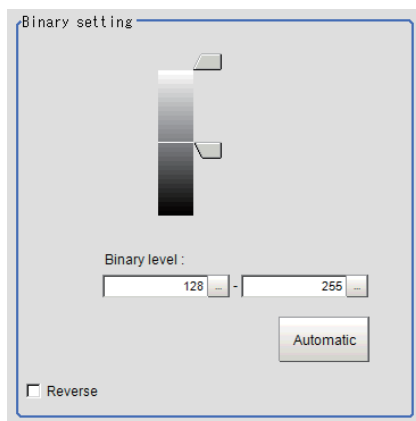 Binary setting
Binary level :
128 ... - 255 ...
Automatic
Reverse